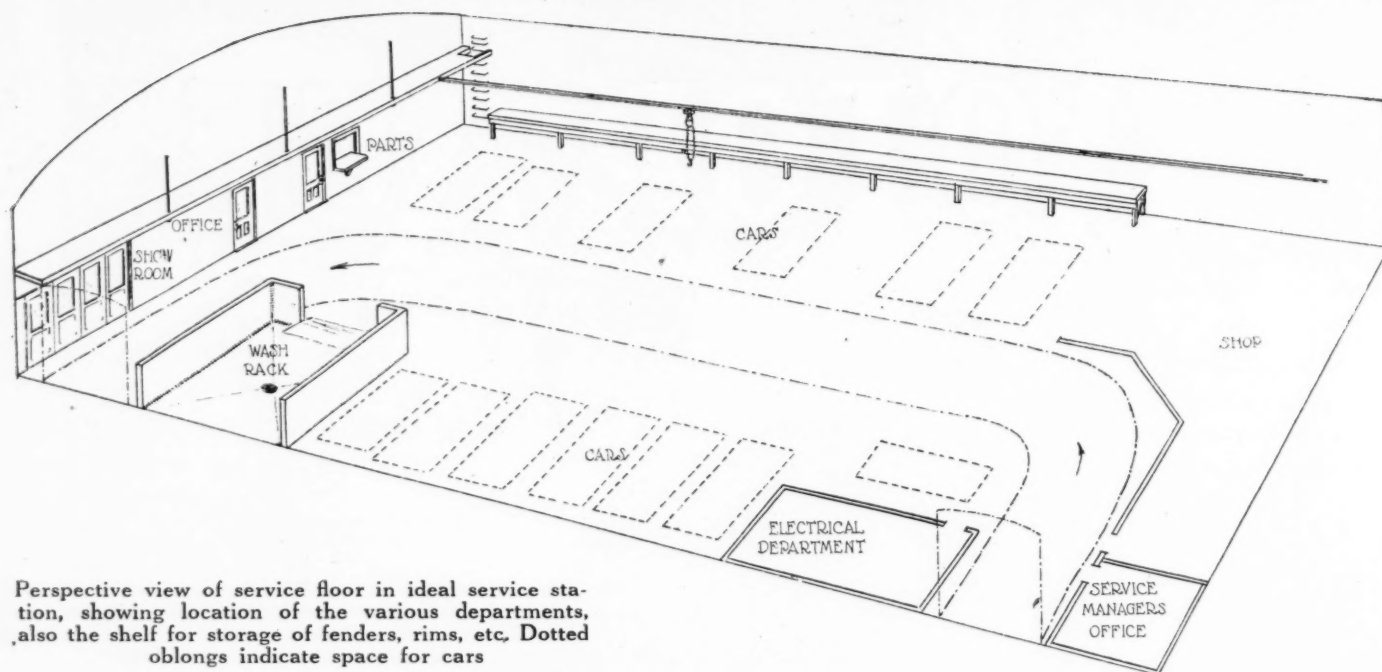 PARTS
OFFICE
SHOW
ROOM
CARS
WASH
RACK
SHOP
CARS
ELECTRICAL
DEPARTMENT
SERVICE
MANAGERS
OFFICE
Perspective view of service floor in ideal service sta-
tion, showing location of the various departments,
also the shelf for storage of fenders, rims, etc. Dotted
oblongs indicate space for cars